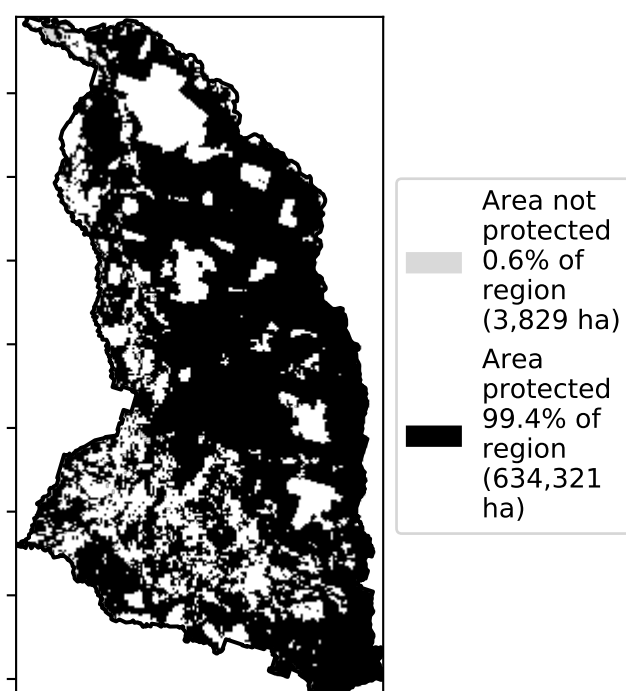 Area not
protected
0.6% of
region
(3,829 ha)
Area
protected
99.4% of
region
(634,321
ha)